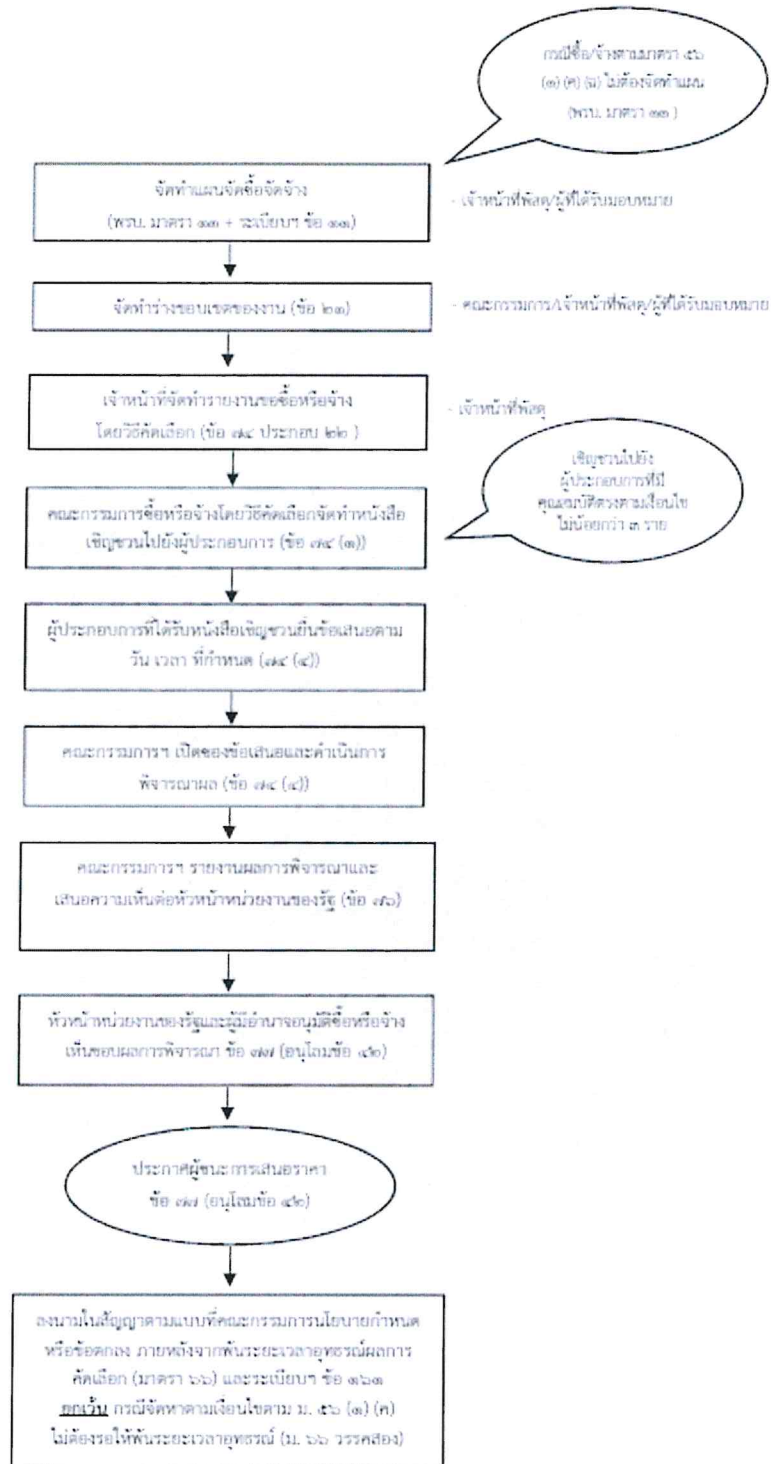 กรณีซื้อ/จ้างตามมาตรา ๕๖
(๑) (ค) (ฉ) ไม่ต้องจัดทำแผน
(พรบ. มาตรา ๑๑ )
จัดทำแผนจัดซื้อจัดจ้าง
(พรบ. มาตรา ๑๑ + ระเบียบฯ ข้อ ๑๑)
- เจ้าหน้าที่พัสดุ/ผู้ที่ได้รับมอบหมาย
จัดทำร่างขอบเขตของงาน (ข้อ ๒๑)
- คณะกรรมการ/เจ้าหน้าที่พัสดุ/ผู้ที่ได้รับมอบหมาย
เจ้าหน้าที่จัดทำรายงานขอซื้อหรือจ้าง
โดยวิธีคัดเลือก (ข้อ ๗๔ ประกอบ ๒๒ )
- เจ้าหน้าที่พัสดุ
เชิญชวนไปยัง
ผู้ประกอบการที่มี
คุณสมบัติตรงตามเงื่อนไข
ไม่น้อยกว่า ๓ ราย
คณะกรรมการซื้อหรือจ้างโดยวิธีคัดเลือกจัดทำหนังสือ
เชิญชวนไปยังผู้ประกอบการ (ข้อ ๗๔ (๑))
ผู้ประกอบการที่ได้รับหนังสือเชิญชวนยื่นข้อเสนอตาม
วัน เวลา ที่กำหนด (๗๔ (๔))
คณะกรรมการฯ เปิดซองข้อเสนอและดำเนินการ
พิจารณาผล (ข้อ ๗๔ (๔))
คณะกรรมการฯ รายงานผลการพิจารณาและ
เสนอความเห็นต่อหัวหน้าหน่วยงานของรัฐ (ข้อ ๗๖)
หัวหน้าหน่วยงานของรัฐและผู้มีอำนาจอนุมัติซื้อหรือจ้าง
เห็นชอบผลการพิจารณา ข้อ ๗๗ (อนุโลมข้อ ๔๒)
ประกาศผู้ชนะการเสนอราคา
ข้อ ๗๗ (อนุโลมข้อ ๔๒)
ลงนามในสัญญาตามแบบที่คณะกรรมการนโยบายกำหนด
หรือข้อตกลง ภายหลังจากพ้นระยะเวลาอุทธรณ์ผลการ
คัดเลือก (มาตรา ๖๖) และระเบียบฯ ข้อ ๑๖๑
ยกเว้น กรณีจัดหาตามเงื่อนไขตาม ม. ๕๖ (๑) (ค)
ไม่ต้องรอให้พ้นระยะเวลาอุทธรณ์ (ม. ๖๖ วรรคสอง)